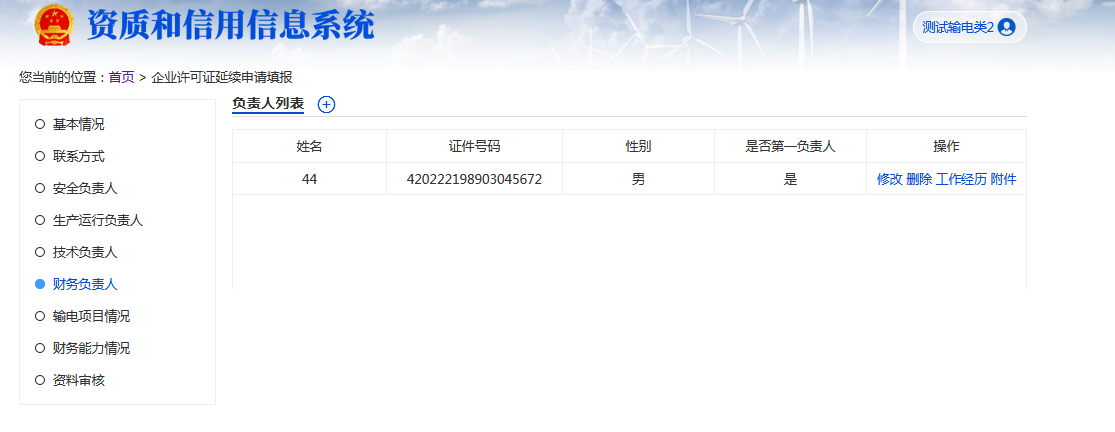 资质和信用信息系统
测试输电类2
您当前的位置：首页 > 企业许可证延续申请填报
基本情况
联系方式
安全负责人
生产运行负责人
技术负责人
财务负责人
输电项目情况
财务能力情况
资料审核
负责人列表
姓名 证件号码 性别 是否第一负责人 操作
44 420222198903045672 男 是 修改 删除 工作经历 附件